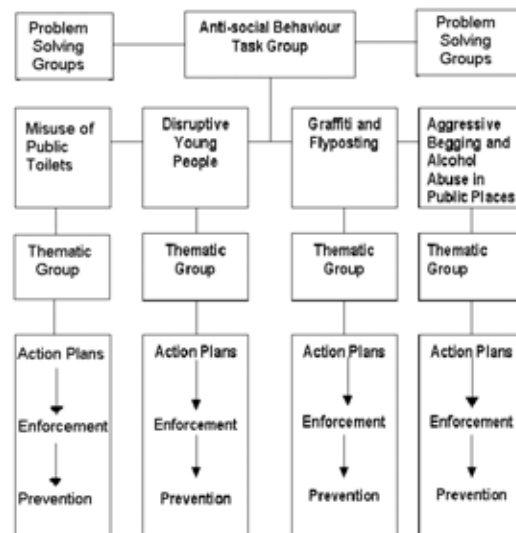 Problem
Solving
Groups
Anti-social Behaviour
Task Group
Problem
Solving
Groups
Misuse of
Public
Toilets
Disruptive
Young
People
Graffiti and
Flyposting
Aggressive
Begging and
Alcohol
Abuse in
Public Places
Thematic
Group
Thematic
Group
Thematic
Group
Thematic
Group
Action Plans
Enforcement
Prevention
Action Plans
Enforcement
Prevention
Action Plans
Enforcement
Prevention
Action Plans
Enforcement
Prevention